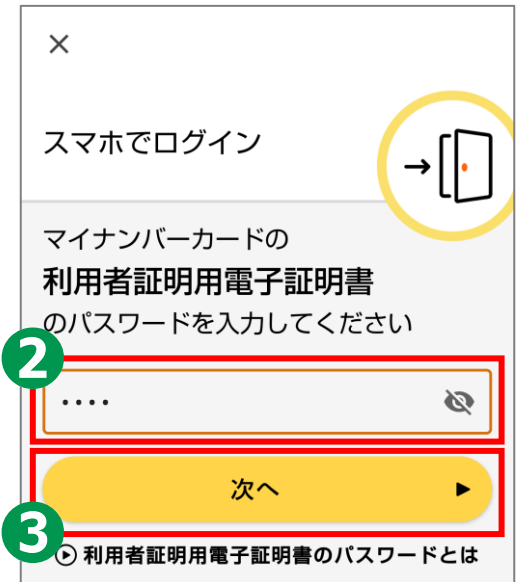 ×
スマホでログイン
マイナンバーカードの
利用者証明用電子証明書
のパスワードを入力してください
2
････
次へ
3
利用者証明用電子証明書のパスワードとは